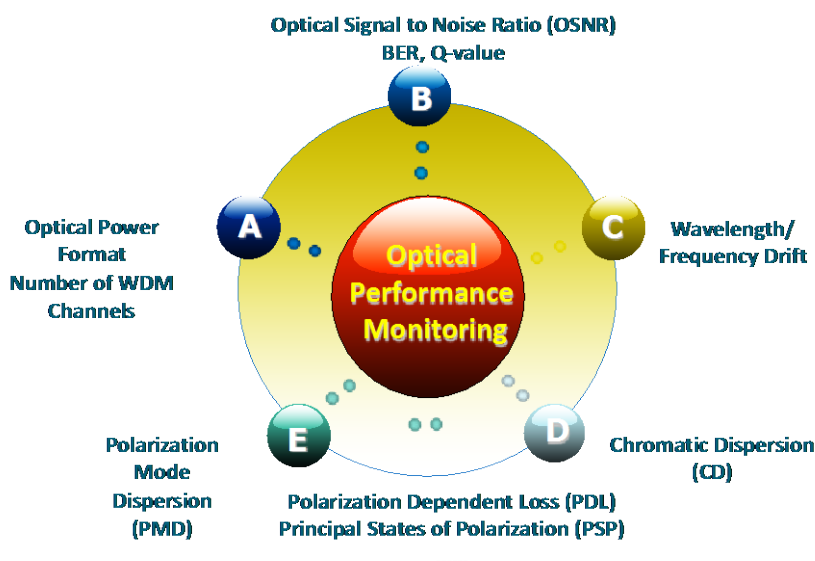 Optical Signal to Noise Ratio (OSNR)
BER, Q-value
B
A
Optical Power
Format
Number of WDM
Channels
C
Wavelength/
Frequency Drift
Optical
Performance
Monitoring
E
Polarization
Mode
Dispersion
(PMD)
D
Chromatic Dispersion
(CD)
Polarization Dependent Loss (PDL)
Principal States of Polarization (PSP)